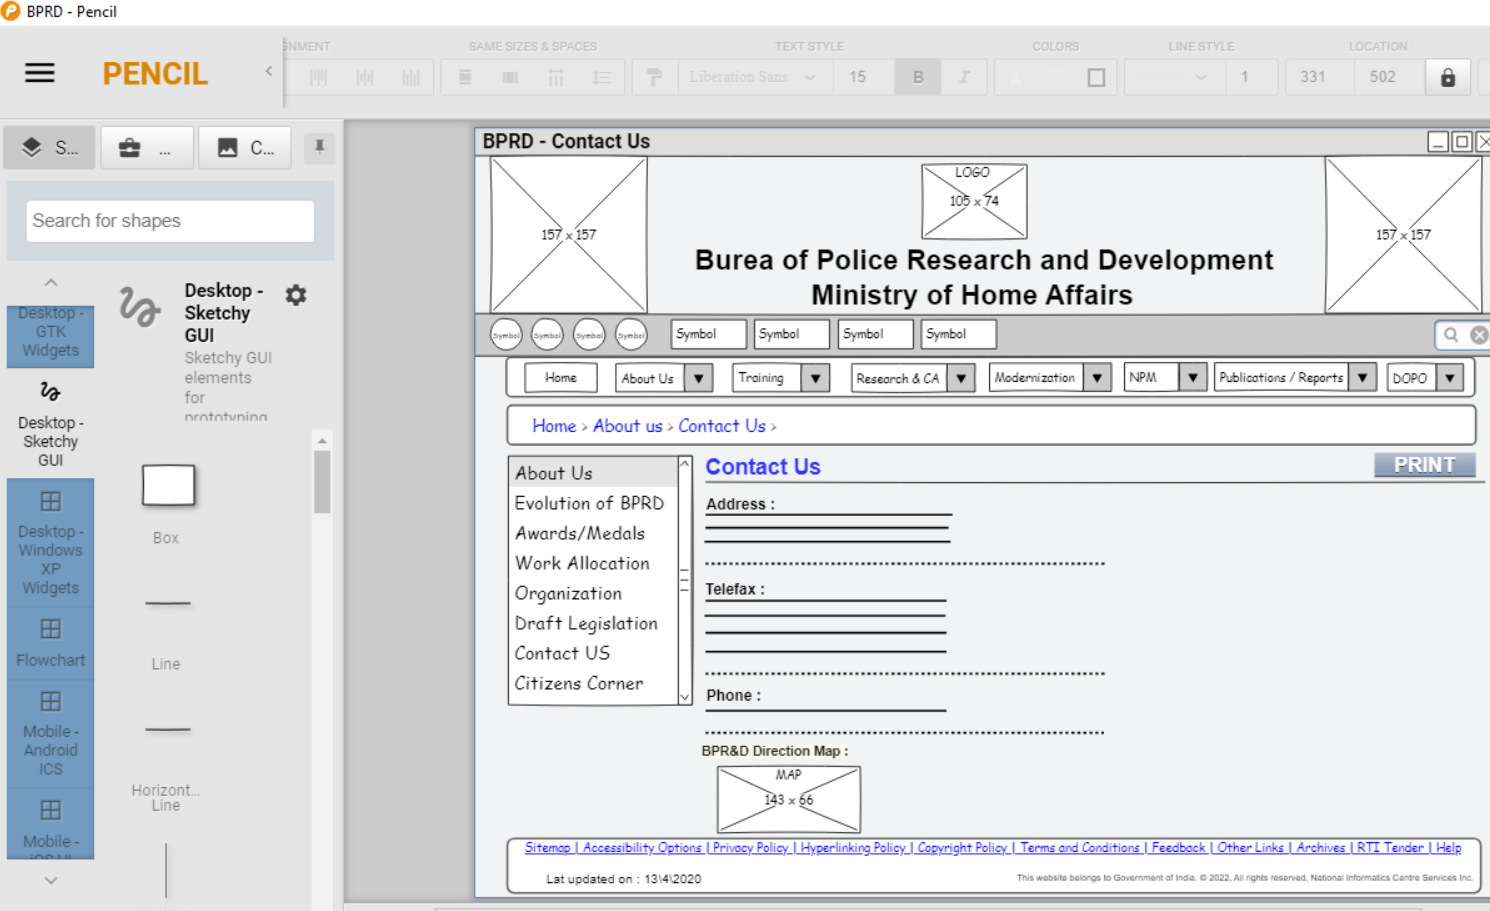 BPRD - Pencil
PENCIL
SAME SIZES & SPACES
TEXT STYLE
COLORS
LINE STYLE
LOCATION
Liberation Sans
15
B
I
1
331
502
S...
...
C...
Search for shapes
Desktop -
GTK
Widgets
Desktop -
Sketchy
GUI
Desktop -
Windows
XP
Widgets
Flowchart
Mobile -
Android
ICS
Mobile -
Desktop -
Sketchy
GUI
Sketchy GUI
elements
for
prototyping
Box
Line
Horizont...
Line
BPRD - Contact Us
157 x 157
LOGO
105 x 74
157 x 157
Burea of Police Research and Development
Ministry of Home Affairs
Symbol Symbol Symbol Symbol Symbol Symbol Symbol Symbol
Home About Us Training Research & CA Modernization NPM Publications / Reports DOPO
Home > About us > Contact Us >
About Us
Evolution of BPRD
Awards/Medals
Work Allocation
Organization
Draft Legislation
Contact US
Citizens Corner
Contact Us
PRINT
Address :
Telefax :
Phone :
BPR&D Direction Map :
MAP
143 x 66
Sitemap | Accessibility Options | Privacy Policy | Hyperlinking Policy | Copyright Policy | Terms and Conditions | Feedback | Other Links | Archives | RTI Tender | Help
Lat updated on : 13\4\2020
This website belongs to Government of India. © 2022, All rights reserved, National Informatics Centre Services Inc.